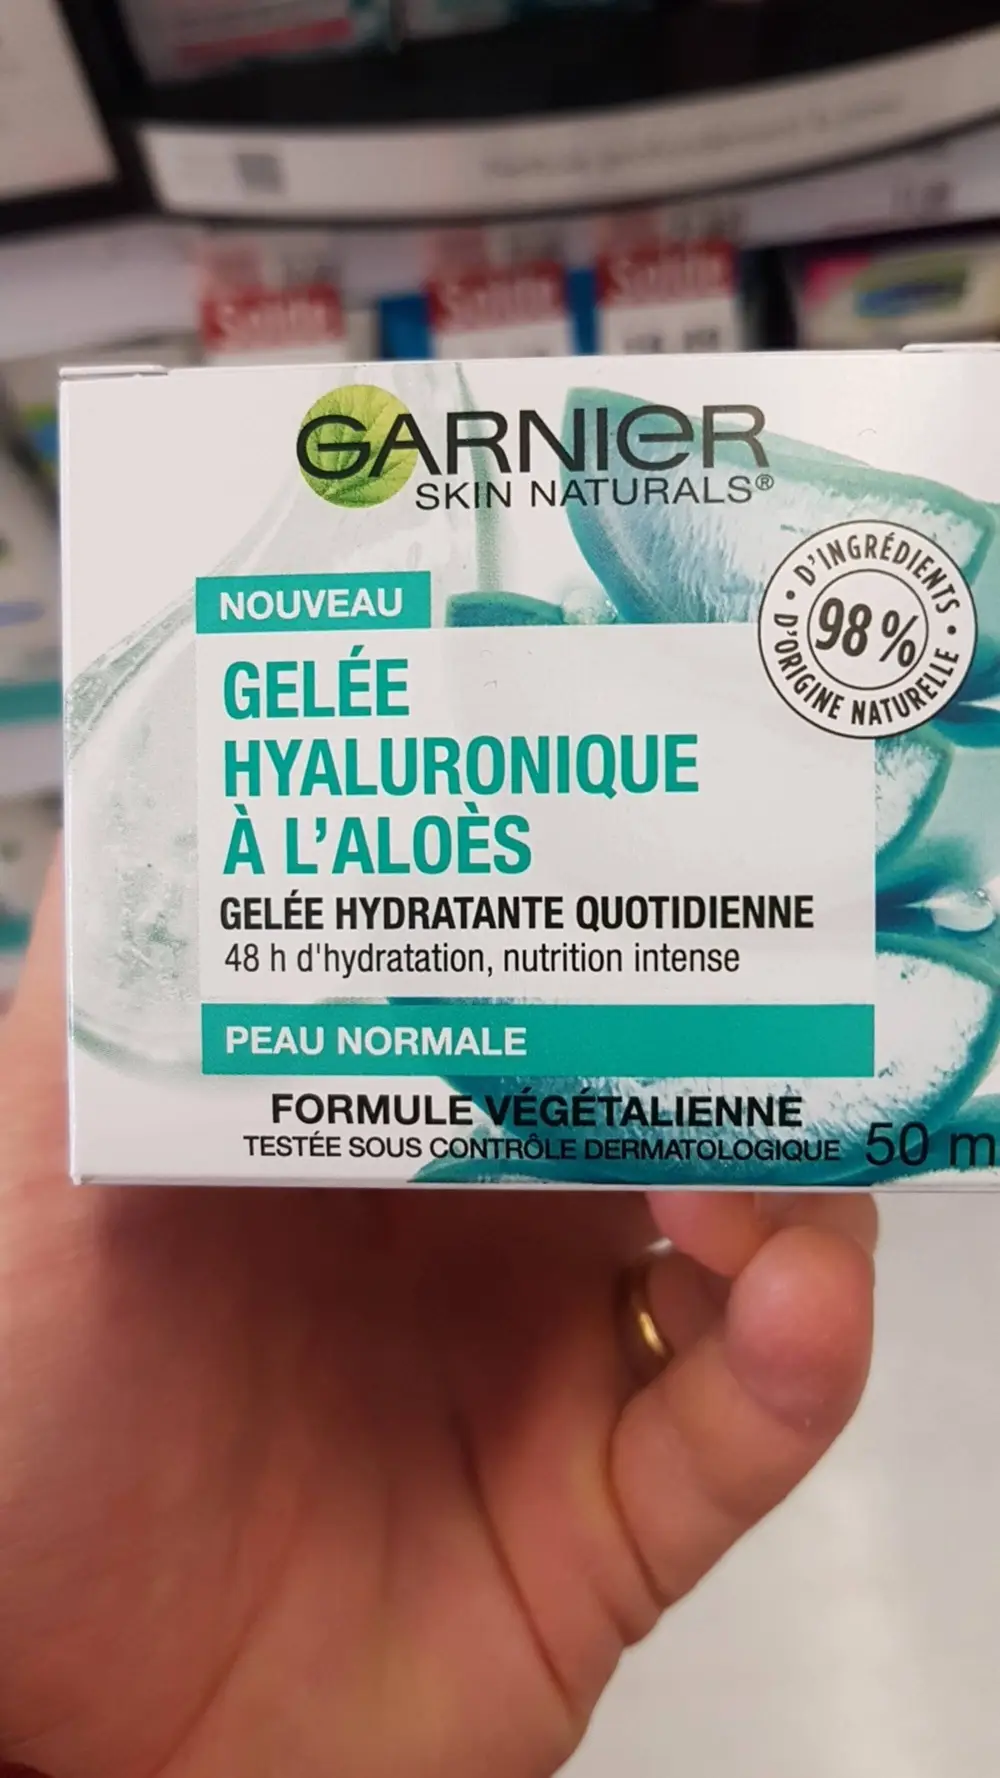 GARNIER
SKIN NATURALS®
NOUVEAU
D'INGRÉDIENTS
98 %
D'ORIGINE NATURELLE
GELÉE
HYALURONIQUE
À L'ALOÈS
GELÉE HYDRATANTE QUOTIDIENNE
48 h d'hydratation, nutrition intense
PEAU NORMALE
FORMULE VÉGÉTALIENNE
TESTÉE SOUS CONTRÔLE DERMATOLOGIQUE
50 m